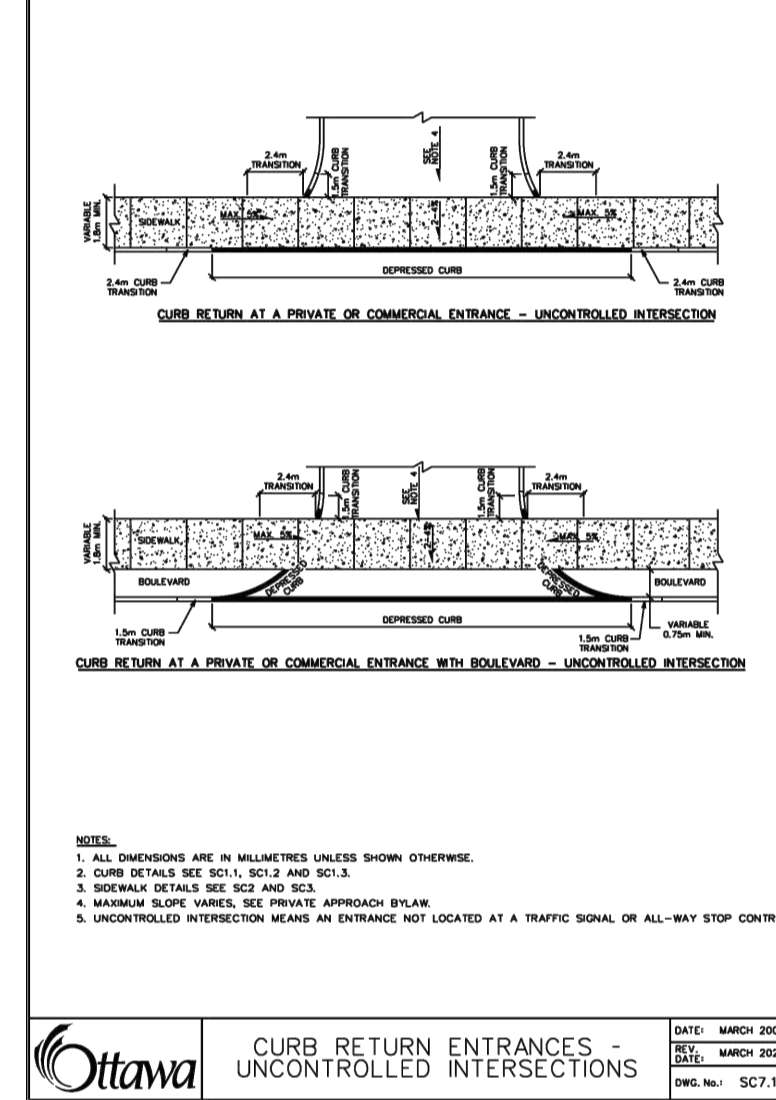 2.4m
TRANSITION
1.5m CURB
TRANSITION
SEE
NOTE 4
1.5m CURB
TRANSITION
2.4m
TRANSITION
VARIABLE
1.8m MIN.
SIDEWALK
MAX. 5%
2-4%
MAX. 5%
DEPRESSED CURB
2.4m CURB
TRANSITION
2.4m CURB
TRANSITION
CURB RETURN AT A PRIVATE OR COMMERCIAL ENTRANCE - UNCONTROLLED INTERSECTION
2.4m
TRANSITION
1.5m CURB
TRANSITION
SEE
NOTE 4
1.5m CURB
TRANSITION
2.4m
TRANSITION
VARIABLE
1.8m MIN.
SIDEWALK
MAX. 5%
2-4%
MAX. 5%
BOULEVARD
DEPRESSED
CURB
DEPRESSED
CURB
BOULEVARD
DEPRESSED CURB
1.5m CURB
TRANSITION
1.5m CURB
TRANSITION
VARIABLE
0.75m MIN.
CURB RETURN AT A PRIVATE OR COMMERCIAL ENTRANCE WITH BOULEVARD - UNCONTROLLED INTERSECTION
NOTES:
1. ALL DIMENSIONS ARE IN MILLIMETRES UNLESS SHOWN OTHERWISE.
2. CURB DETAILS SEE SC1.1, SC1.2 AND SC1.3.
3. SIDEWALK DETAILS SEE SC2 AND SC3.
4. MAXIMUM SLOPE VARIES, SEE PRIVATE APPROACH BYLAW.
5. UNCONTROLLED INTERSECTION MEANS AN ENTRANCE NOT LOCATED AT A TRAFFIC SIGNAL OR ALL-WAY STOP CONTR
Ottawa
CURB RETURN ENTRANCES -
UNCONTROLLED INTERSECTIONS
DATE: MARCH 200
REV.
DATE: MARCH 202
DWG. No.: SC7.1